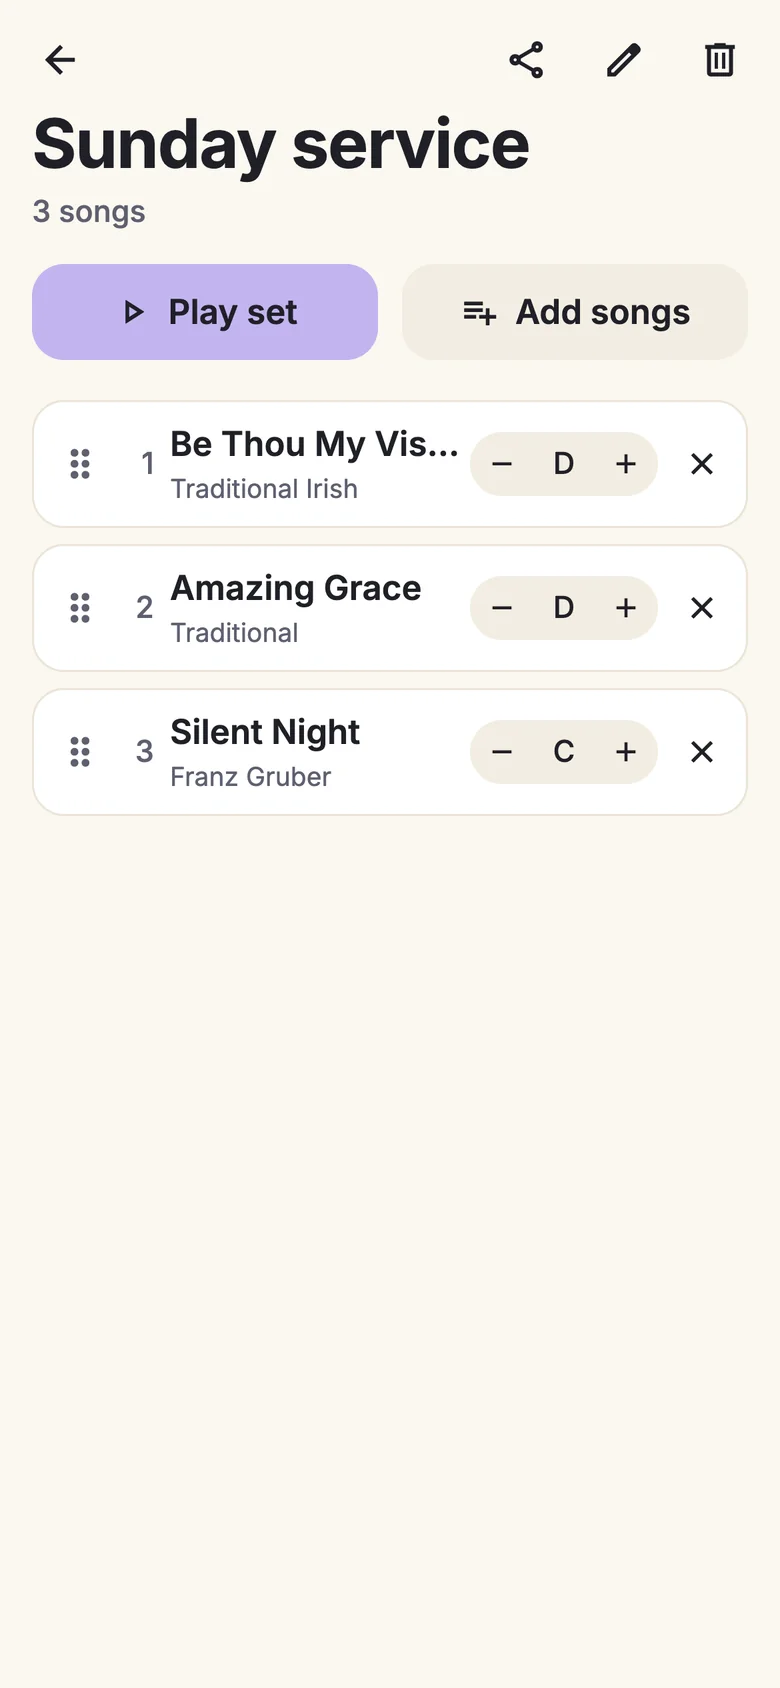 Sunday service
3 songs
Play set
Add songs
1
Be Thou My Vis...
Traditional Irish
− D +
2
Amazing Grace
Traditional
− D +
3
Silent Night
Franz Gruber
− C +